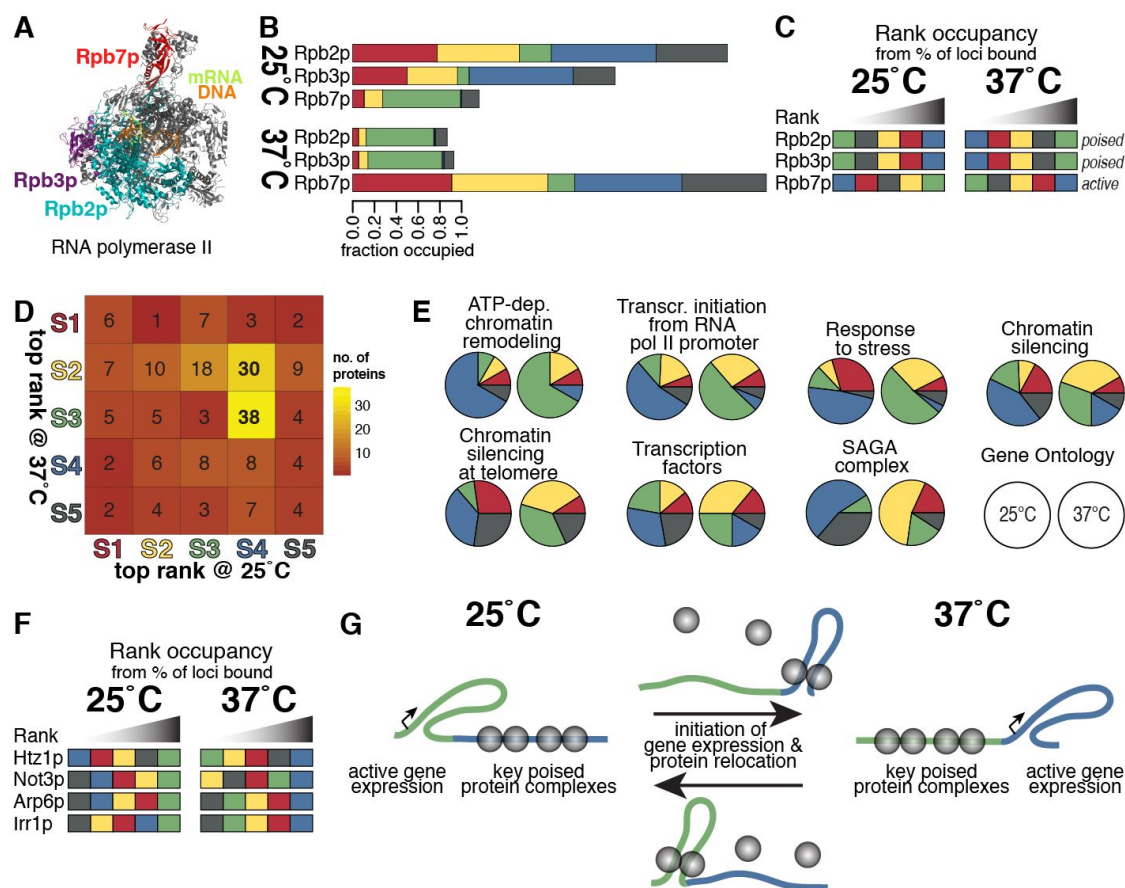 A
Rpb7p
mRNA
DNA
Rpb3p
Rpb2p
RNA polymerase II
B
25°C
Rpb2p
Rpb3p
Rpb7p
37°C
Rpb2p
Rpb3p
Rpb7p
0.0
0.2
0.4
0.6
0.8
1.0
fraction occupied
C
Rank occupancy
from % of loci bound
25°C 37°C
Rank
Rpb2p poised
Rpb3p poised
Rpb7p active
D
top rank @ 37°C
S1 6 1 7 3 2
S2 7 10 18 30 9
S3 5 5 3 38 4
S4 2 6 8 8 4
S5 2 4 3 7 4
S1 S2 S3 S4 S5
top rank @ 25°C
no. of
proteins
30
20
10
E
ATP-dep.
chromatin
remodeling
Transcr. initiation
from RNA
pol II promoter
Response
to stress
Chromatin
silencing
Chromatin
silencing
at telomere
Transcription
factors
SAGA
complex
Gene Ontology
25°C 37°C
F
Rank occupancy
from % of loci bound
25°C 37°C
Rank
Htz1p
Not3p
Arp6p
Irr1p
G
25°C
37°C
active gene
expression
key poised
protein complexes
initiation of
gene expression &
protein relocation
key poised
protein complexes
active gene
expression